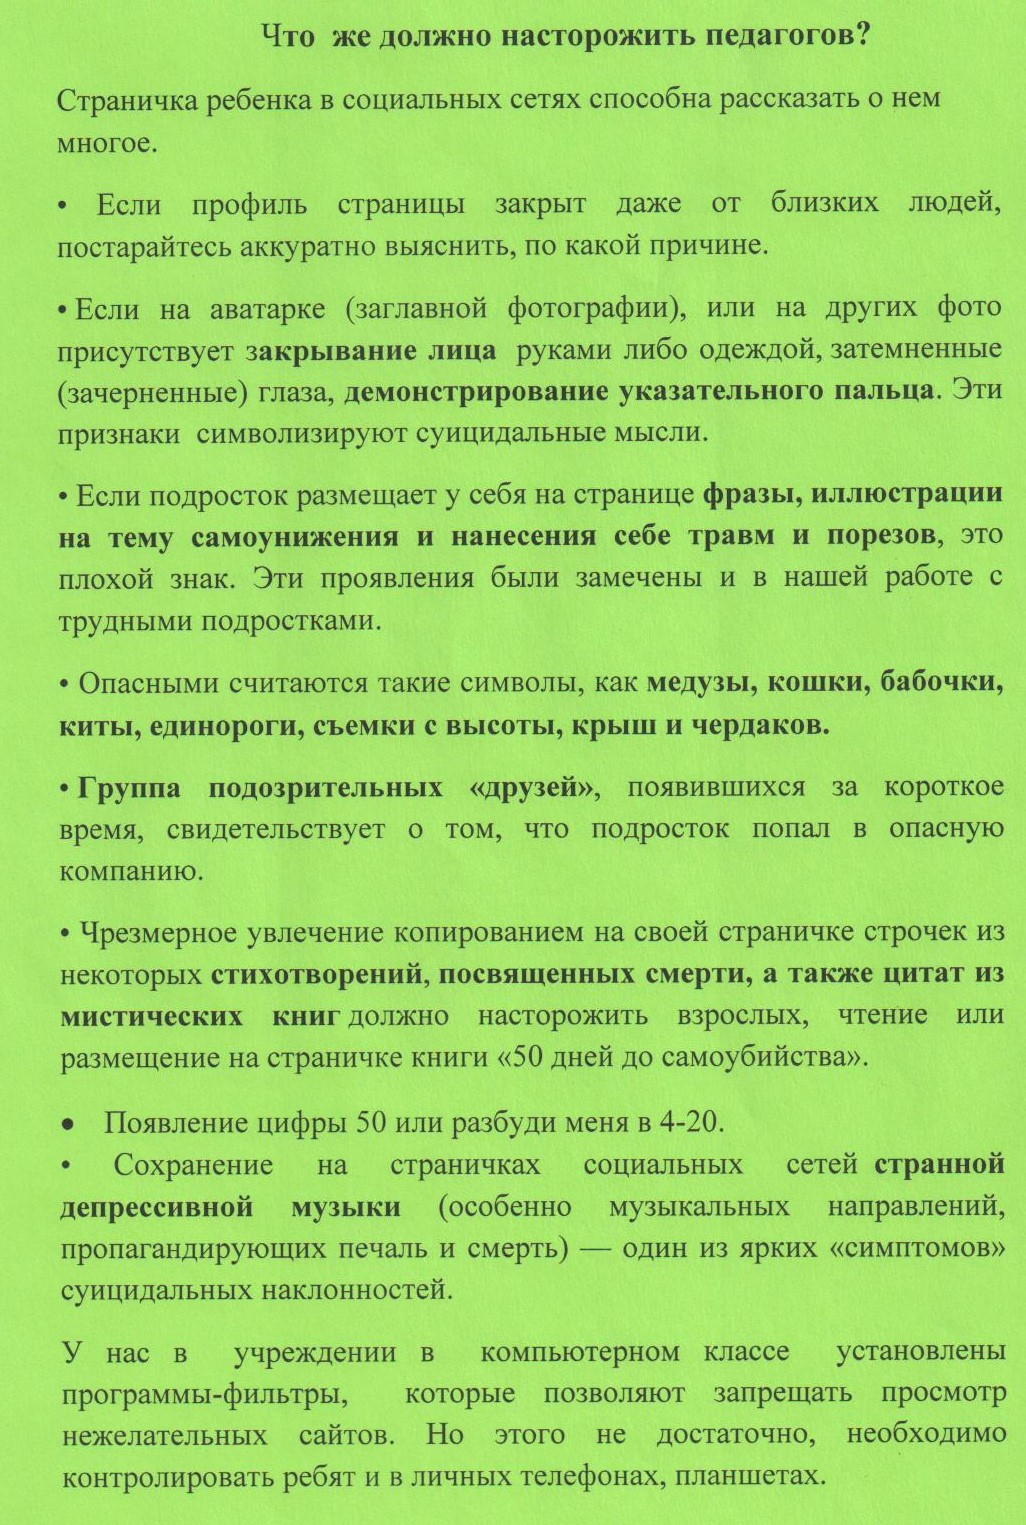 Что же должно насторожить педагогов?
Страничка ребенка в социальных сетях способна рассказать о нем
многое.
• Если профиль страницы закрыт даже от близких людей,
постарайтесь аккуратно выяснить, по какой причине.
• Если на аватарке (заглавной фотографии), или на других фото
присутствует закрывание лица руками либо одеждой, затемненные
(зачерненные) глаза, демонстрирование указательного пальца. Эти
признаки символизируют суицидальные мысли.
• Если подросток размещает у себя на странице фразы, иллюстрации
на тему самоунижения и нанесения себе травм и порезов, это
плохой знак. Эти проявления были замечены и в нашей работе с
трудными подростками.
• Опасными считаются такие символы, как медузы, кошки, бабочки,
киты, единороги, съемки с высоты, крыш и чердаков.
• Группа подозрительных «друзей», появившихся за короткое
время, свидетельствует о том, что подросток попал в опасную
компанию.
• Чрезмерное увлечение копированием на своей страничке строчек из
некоторых стихотворений, посвященных смерти, а также цитат из
мистических книг должно насторожить взрослых, чтение или
размещение на страничке книги «50 дней до самоубийства».
• Появление цифры 50 или разбуди меня в 4-20.
• Сохранение на страничках социальных сетей странной
депрессивной музыки (особенно музыкальных направлений,
пропагандирующих печаль и смерть) — один из ярких «симптомов»
суицидальных наклонностей.
У нас в учреждении в компьютерном классе установлены
программы-фильтры, которые позволяют запрещать просмотр
нежелательных сайтов. Но этого не достаточно, необходимо
контролировать ребят и в личных телефонах, планшетах.